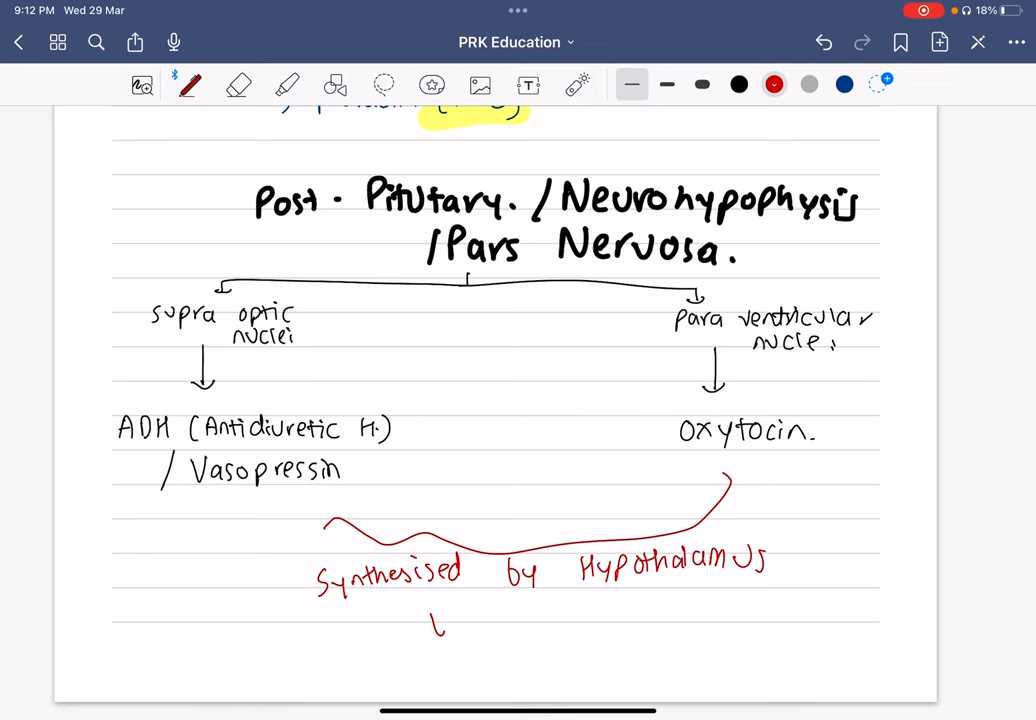 9:12 PM Wed 29 Mar
18%
PRK Education
Post. Pitutary. / Neurohypophysis
/Pars Nervosa.
supra optic
nuclei
para ventricular
nuclei
ADH (Antidiuretic H.)
/ Vasopressin
Oxytocin.
Synthesised by Hypothalamus